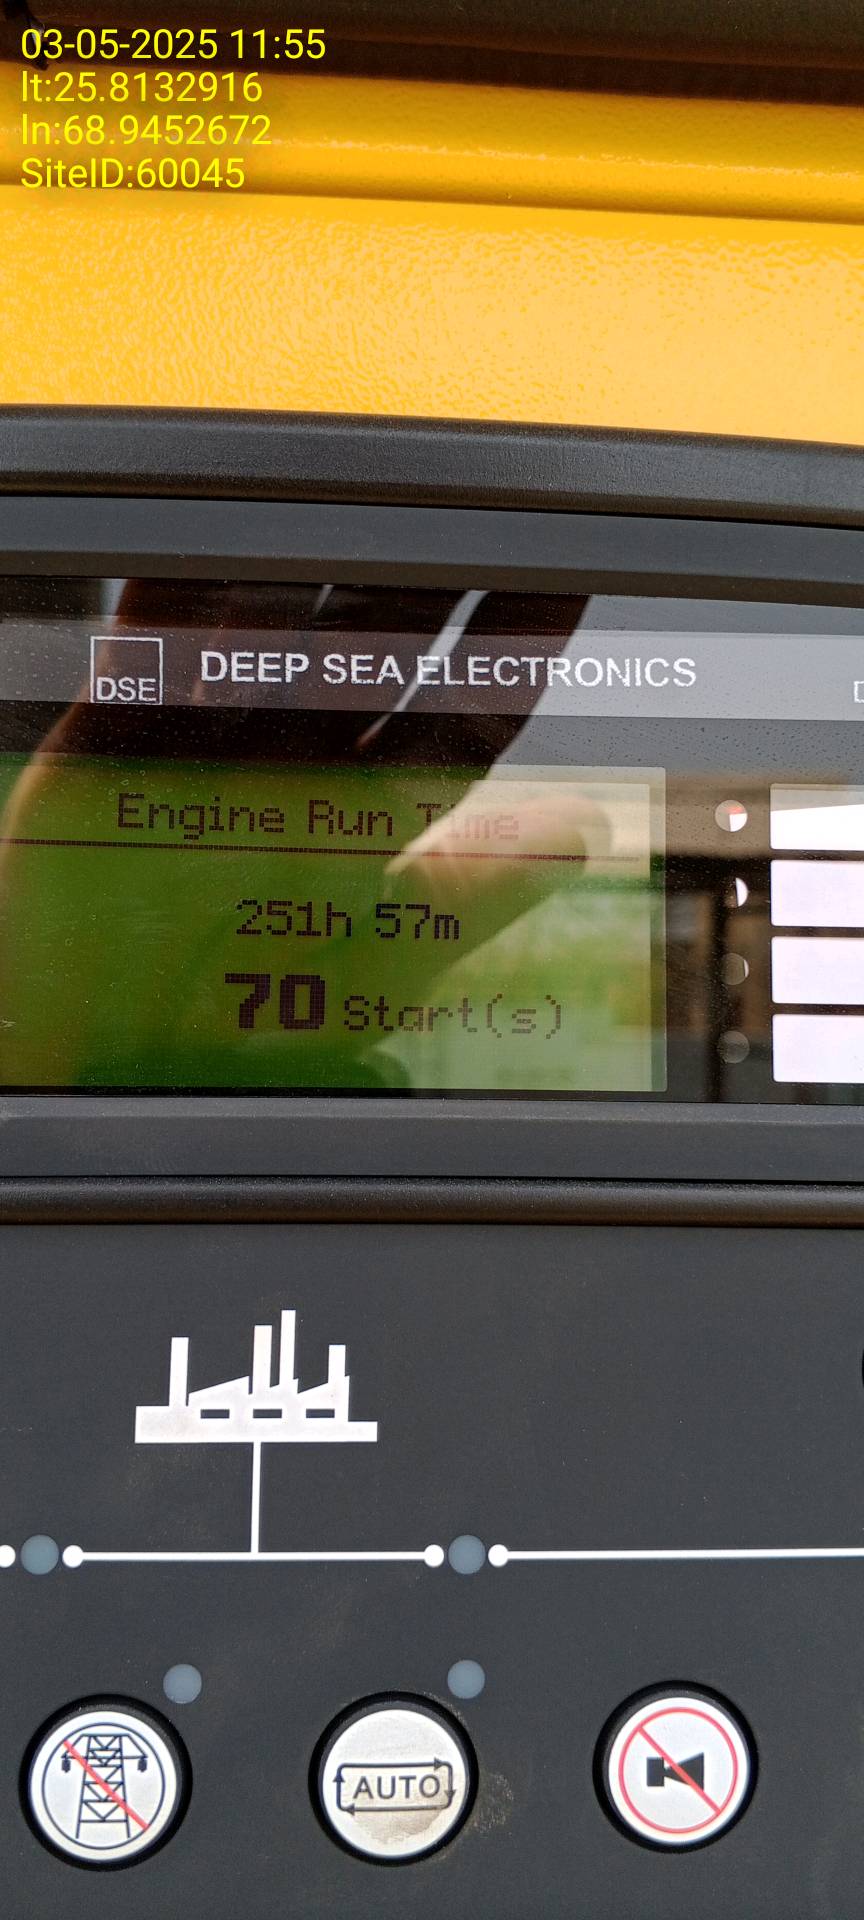 03-05-2025 11:55
lt:25.8132916
ln:68.9452672
SiteID:60045
DSE DEEP SEA ELECTRONICS
Engine Run Time
251h 57m
70 Start(s)
AUTO